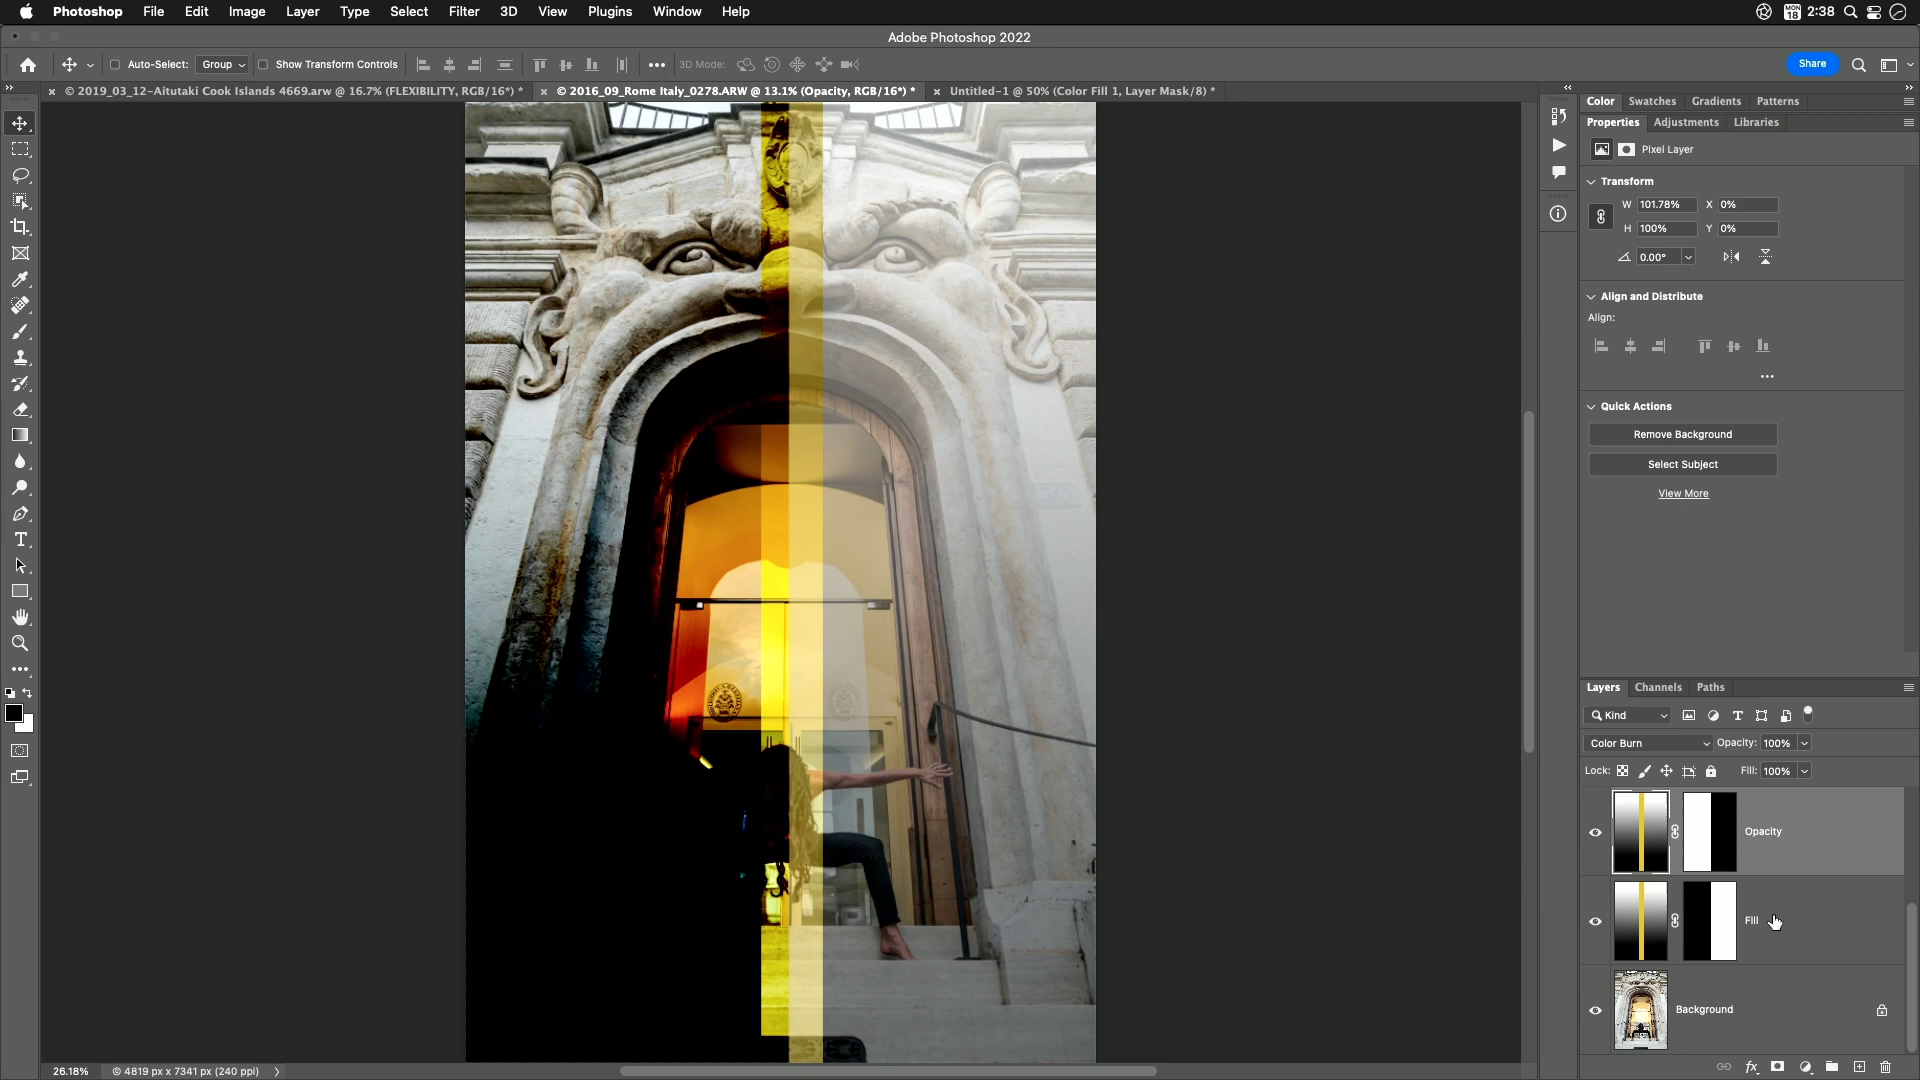 Photoshop File Edit Image Layer Type Select Filter 3D View Plugins Window Help MON 18 2:38
Adobe Photoshop 2022
Auto-Select: Group Show Transform Controls 3D Mode: Share
× © 2019_03_12-Aitutaki Cook Islands 4669.arw @ 16.7% (FLEXIBILITY, RGB/16*) * × © 2016_09_Rome Italy_0278.ARW @ 13.1% (Opacity, RGB/16*) * × Untitled-1 @ 50% (Color Fill 1, Layer Mask/8) *
Color Swatches Gradients Patterns
Properties Adjustments Libraries
Pixel Layer
Transform
W 101.78% X 0%
H 100% Y 0%
0.00°
Align and Distribute
Align:
Quick Actions
Remove Background
Select Subject
View More
Layers Channels Paths
Kind
Color Burn Opacity: 100%
Lock: Fill: 100%
Opacity
Fill
Background
26.18% © 4819 px x 7341 px (240 ppi)